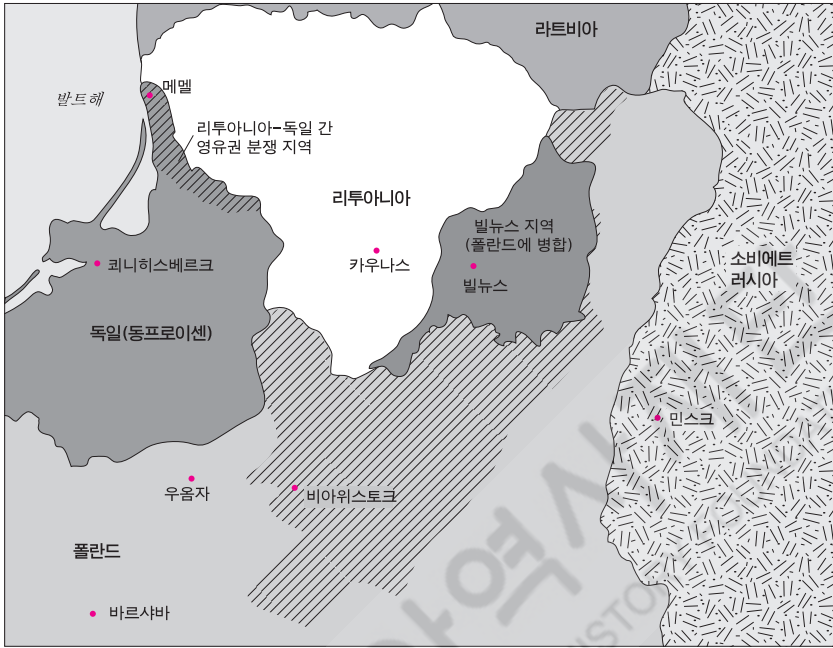 라트비아
메멜
발트해
리투아니아-독일 간
영유권 분쟁 지역
리투아니아
빌뉴스 지역
(폴란드에 병합)
카우나스
빌뉴스
쾨니히스베르크
소비에트
러시아
독일(동프로이센)
민스크
우옴자
비아위스토크
폴란드
바르샤바